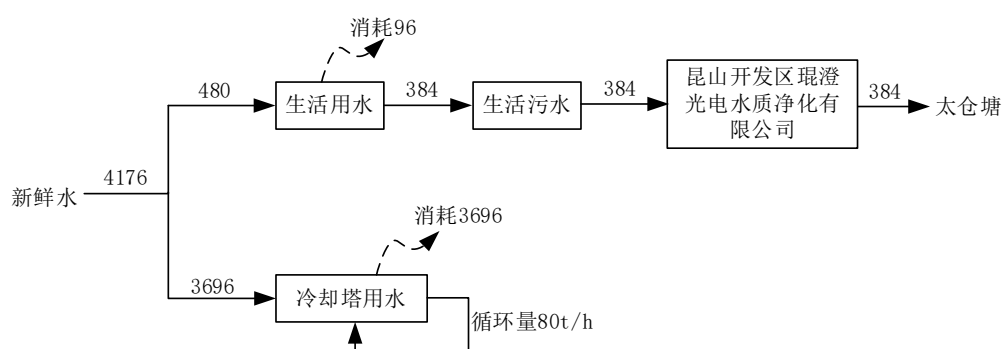 消耗96
480
生活用水
384
生活污水
384
昆山开发区琨澄
光电水质净化有
限公司
384
太仓塘
新鲜水
4176
消耗3696
3696
冷却塔用水
循环量80t/h